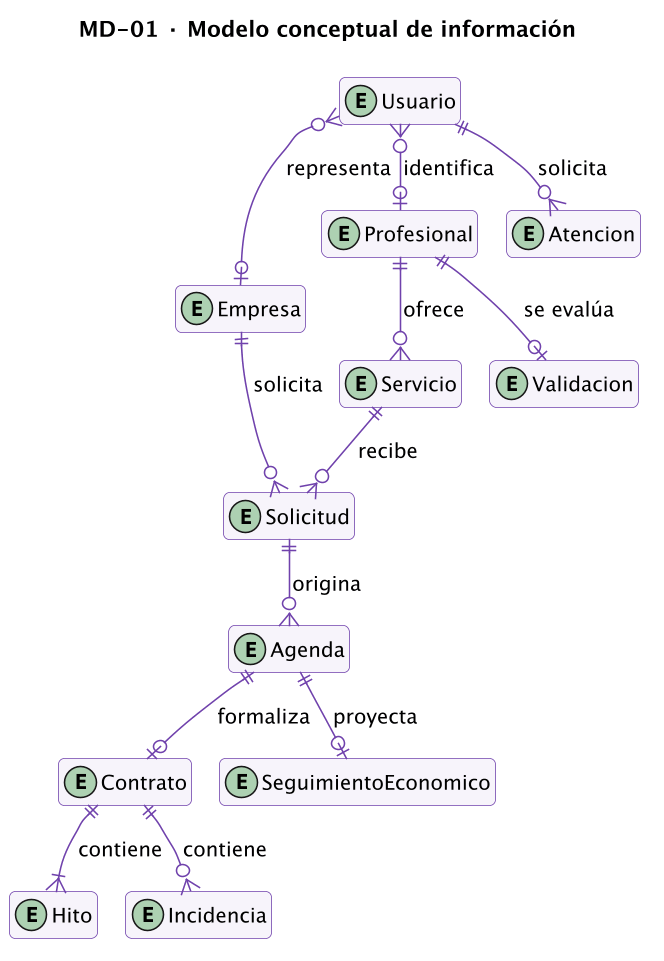 MD-01 · Modelo conceptual de información
E Usuario
representa
identifica
solicita
E Profesional
E Atencion
E Empresa
ofrece
se evalúa
solicita
E Servicio
E Validacion
recibe
E Solicitud
origina
E Agenda
formaliza
proyecta
E Contrato
E SeguimientoEconomico
contiene
contiene
E Hito
E Incidencia